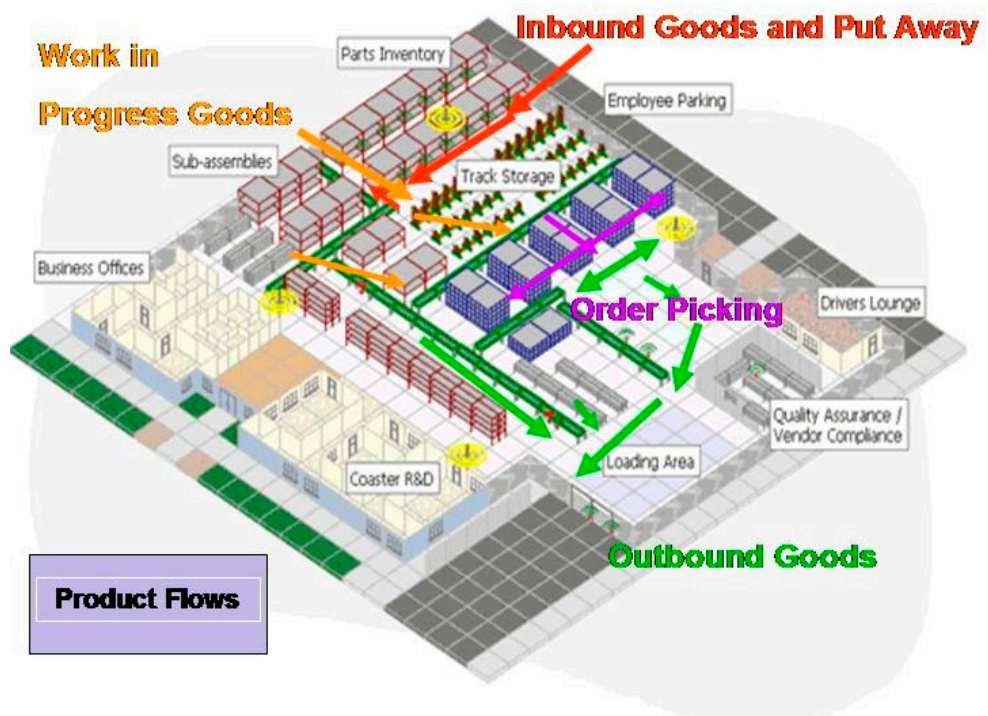 Inbound Goods and Put Away
Parts Inventory
Work in
Progress Goods
Employee Parking
Sub-assemblies
Track Storage
Business Offices
Order Picking
Drivers Lounge
Quality Assurance /
Vendor Compliance
Coaster R&D
Loading Area
Outbound Goods
Product Flows